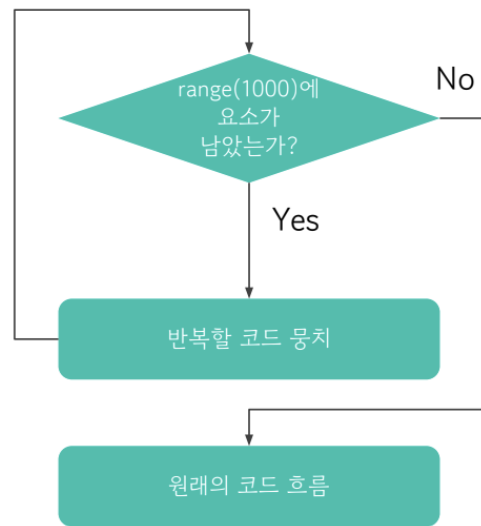 range(1000)에
요소가
남았는가?
No
Yes
반복할 코드 뭉치
원래의 코드 흐름